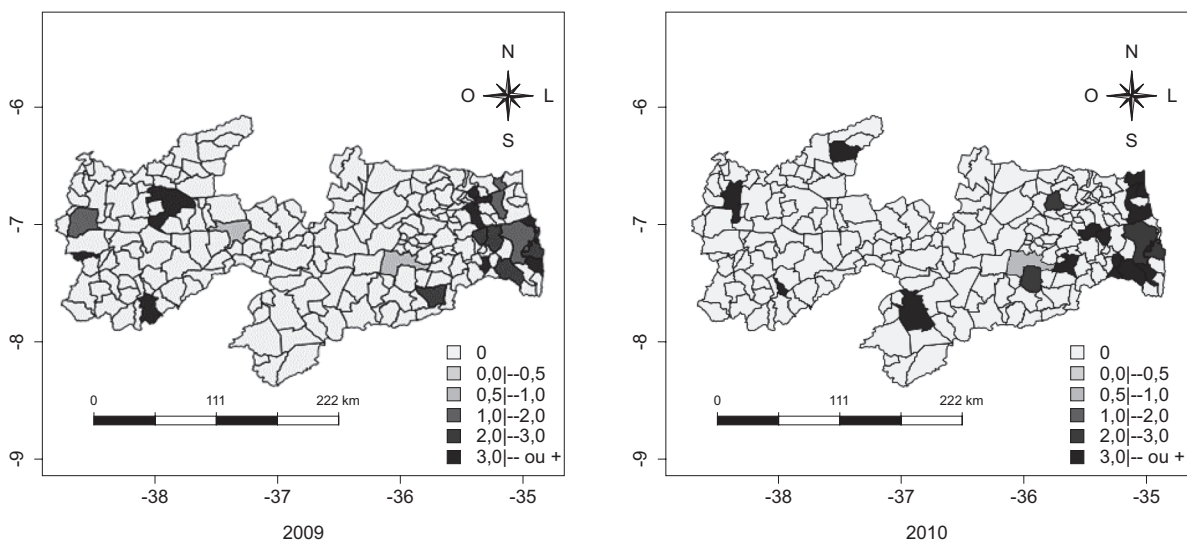 N
O L
S
-6
-7
-8
-9
0
0,0|--0,5
0,5|--1,0
1,0|--2,0
2,0|--3,0
3,0|-- ou +
0 111 222 km
-38 -37 -36 -35
2009
N
O L
S
-6
-7
-8
-9
0
0,0|--0,5
0,5|--1,0
1,0|--2,0
2,0|--3,0
3,0|-- ou +
0 111 222 km
-38 -37 -36 -35
2010